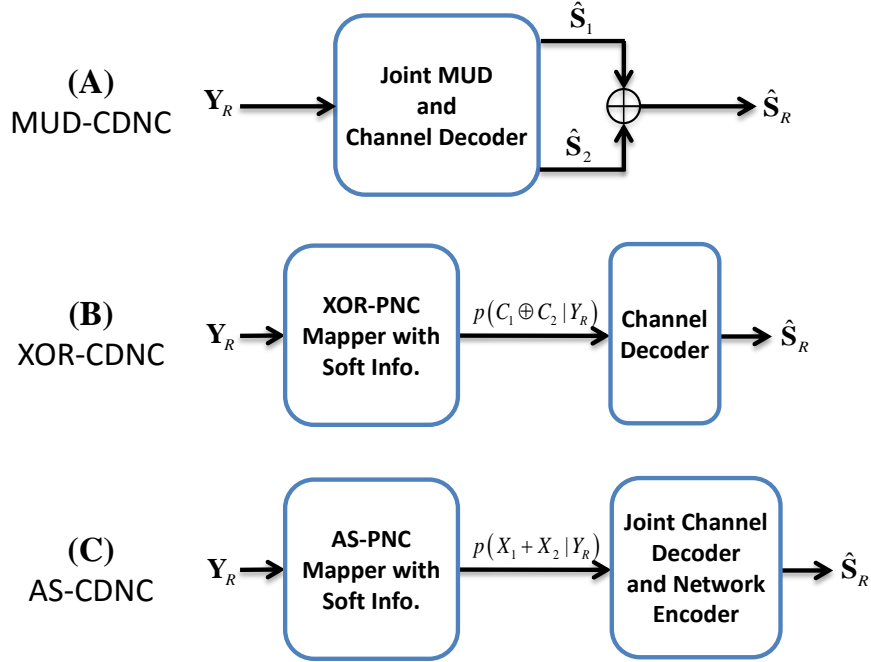 (A)
MUD-CDNC
Y_R
Joint MUD
and
Channel Decoder
Ŝ_1
Ŝ_2
Ŝ_R
(B)
XOR-CDNC
Y_R
XOR-PNC
Mapper with
Soft Info.
p(C_1 ⊕ C_2 | Y_R)
Channel
Decoder
Ŝ_R
(C)
AS-CDNC
Y_R
AS-PNC
Mapper with
Soft Info.
p(X_1 + X_2 | Y_R)
Joint Channel
Decoder
and Network
Encoder
Ŝ_R